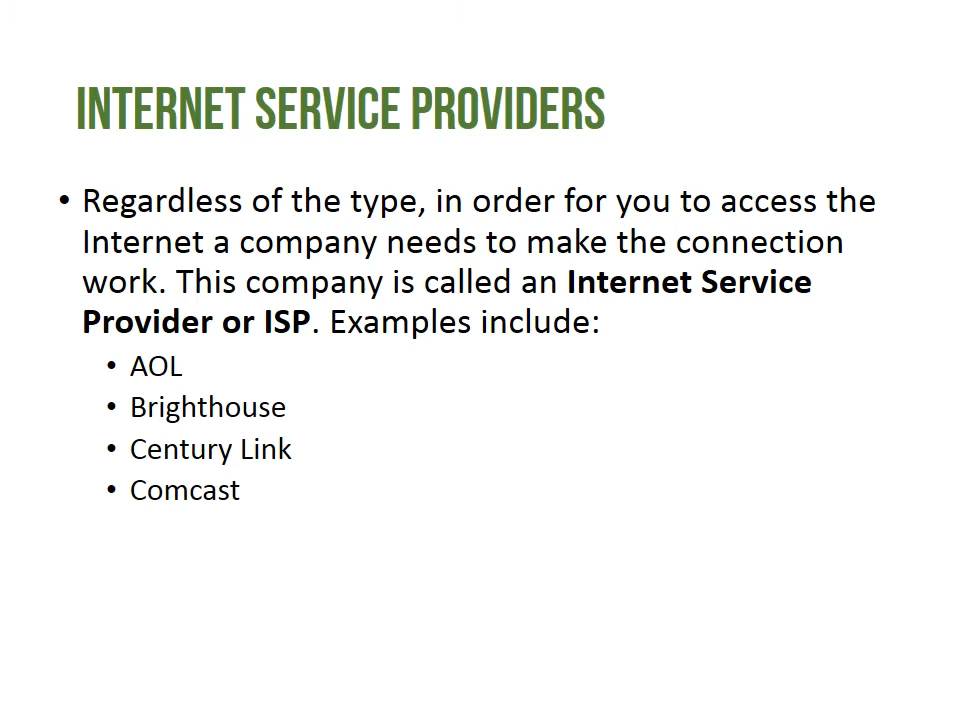 INTERNET SERVICE PROVIDERS
• Regardless of the type, in order for you to access the
Internet a company needs to make the connection
work. This company is called an Internet Service
Provider or ISP. Examples include:
• AOL
• Brighthouse
• Century Link
• Comcast